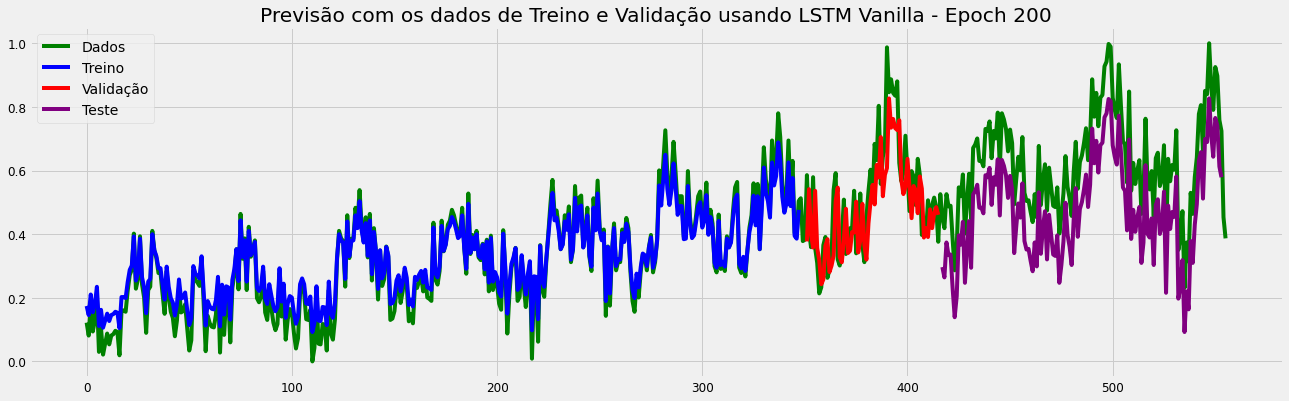 Previsão com os dados de Treino e Validação usando LSTM Vanilla - Epoch 200
Dados
Treino
Validação
Teste
1.0
0.8
0.6
0.4
0.2
0.0
0 100 200 300 400 500